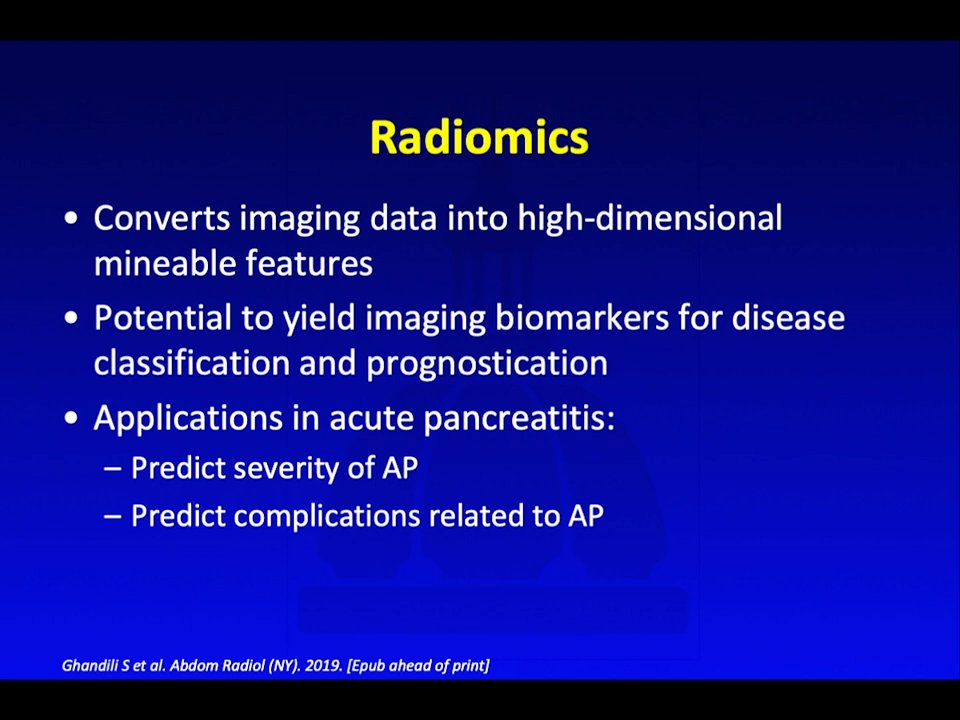 Radiomics
• Converts imaging data into high-dimensional
mineable features
• Potential to yield imaging biomarkers for disease
classification and prognostication
• Applications in acute pancreatitis:
– Predict severity of AP
– Predict complications related to AP
Ghandili S et al. Abdom Radiol (NY). 2019. [Epub ahead of print]